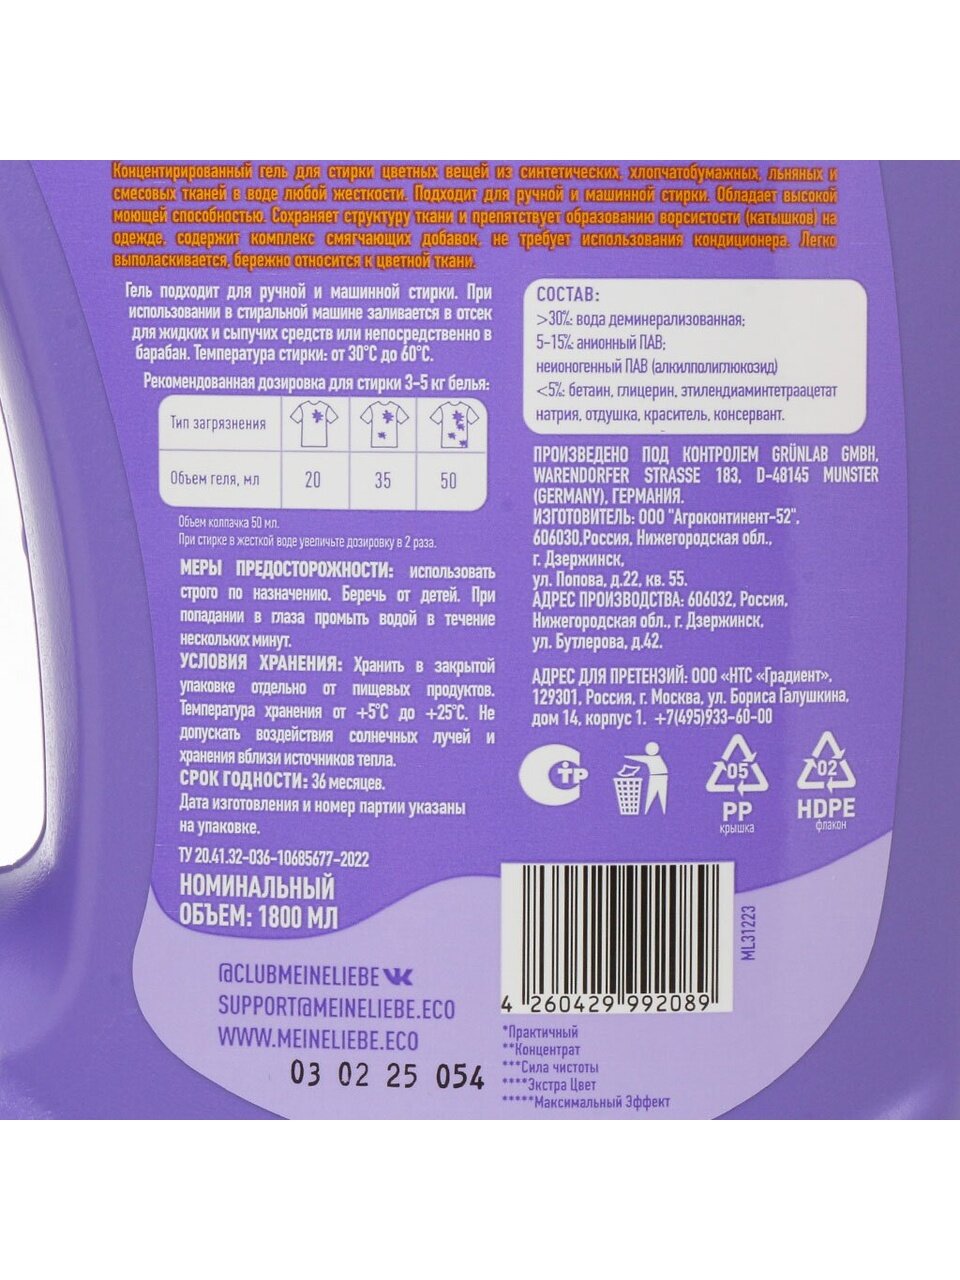 Концентрированный гель для стирки цветных вещей из синтетических, хлопчатобумажных, льняных и
смесовых тканей в воде любой жесткости. Подходит для ручной и машинной стирки. Обладает высокой
моющей способностью. Сохраняет структуру ткани и препятствует образованию ворсистости (катышков) на
одежде, содержит комплекс смягчающих добавок, не требует использования кондиционера. Легко
выполаскивается, бережно относится к цветной ткани.
Гель подходит для ручной и машинной стирки. При
использовании в стиральной машине заливается в отсек
для жидких и сыпучих средств или непосредственно в
барабан. Температура стирки: от 30°С до 60°С.
Рекомендованная дозировка для стирки 3-5 кг белья:
Тип загрязнения
Объем геля, мл 20 35 50
Объем колпачка 50 мл.
При стирке в жесткой воде увеличьте дозировку в 2 раза.
МЕРЫ ПРЕДОСТОРОЖНОСТИ: использовать
строго по назначению. Беречь от детей. При
попадании в глаза промыть водой в течение
нескольких минут.
УСЛОВИЯ ХРАНЕНИЯ: Хранить в закрытой
упаковке отдельно от пищевых продуктов.
Температура хранения от +5°С до +25°С. Не
допускать воздействия солнечных лучей и
хранения вблизи источников тепла.
СРОК ГОДНОСТИ: 36 месяцев.
Дата изготовления и номер партии указаны
на упаковке.
ТУ 20.41.32-036-10685677-2022
НОМИНАЛЬНЫЙ
ОБЪЕМ: 1800 МЛ
@CLUBMEINELIEBE
SUPPORT@MEINELIEBE.ECO
WWW.MEINELIEBE.ECO
03 02 25 054
СОСТАВ:
>30%: вода деминерализованная;
5-15%: анионный ПАВ;
неионогенный ПАВ (алкилполиглюкозид)
<5%: бетаин, глицерин, этилендиаминтетраацетат
натрия, отдушка, краситель, консервант.
ПРОИЗВЕДЕНО ПОД КОНТРОЛЕМ GRÜNLAB GMBH,
WARENDORFER STRASSE 183, D-48145 MUNSTER
(GERMANY), ГЕРМАНИЯ.
ИЗГОТОВИТЕЛЬ: ООО "Агроконтинент-52",
606030,Россия, Нижегородская обл.,
г. Дзержинск,
ул. Попова, д.22, кв. 55.
АДРЕС ПРОИЗВОДСТВА: 606032, Россия,
Нижегородская обл., г. Дзержинск,
ул. Бутлерова, д.42.
АДРЕС ДЛЯ ПРЕТЕНЗИЙ: ООО «НТС «Градиент»,
129301, Россия, г. Москва, ул. Бориса Галушкина,
дом 14, корпус 1. +7(495)933-60-00
СТР
05
PP
крышка
02
HDPE
флакон
ML31223
4 260429 992089
*Практичный
**Концентрат
***Сила чистоты
****Экстра Цвет
*****Максимальный Эффект